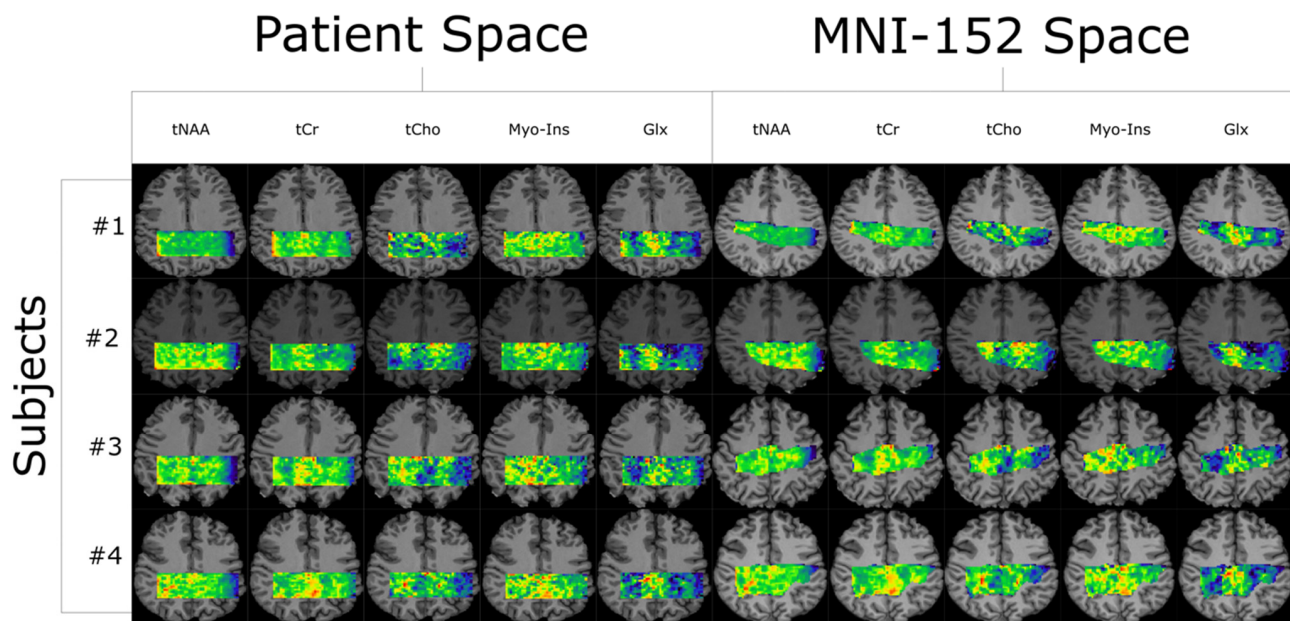 Patient Space
MNI-152 Space
tNAA tCr tCho Myo-Ins Glx tNAA tCr tCho Myo-Ins Glx
Subjects
#1
#2
#3
#4